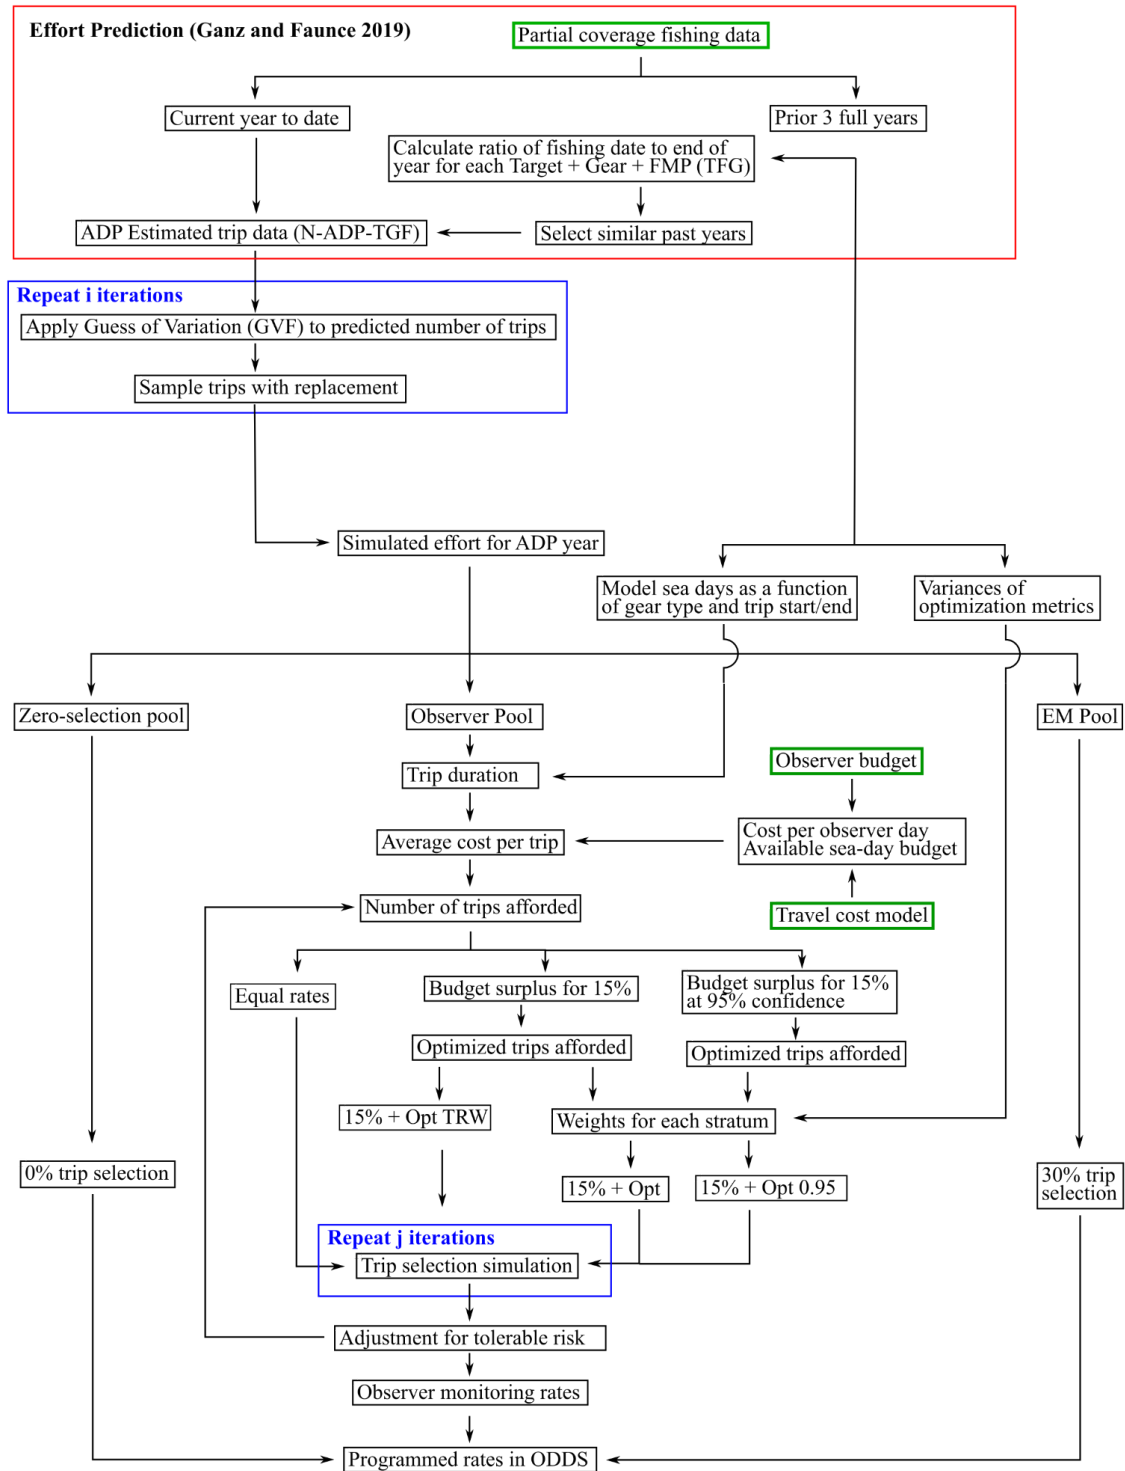 Effort Prediction (Ganz and Faunce 2019)
Partial coverage fishing data
Current year to date
Prior 3 full years
Calculate ratio of fishing date to end of
year for each Target + Gear + FMP (TFG)
ADP Estimated trip data (N-ADP-TGF)
Select similar past years
Repeat i iterations
Apply Guess of Variation (GVF) to predicted number of trips
Sample trips with replacement
Simulated effort for ADP year
Model sea days as a function
of gear type and trip start/end
Variances of
optimization metrics
Zero-selection pool
Observer Pool
EM Pool
Trip duration
Observer budget
Average cost per trip
Cost per observer day
Available sea-day budget
Number of trips afforded
Travel cost model
Equal rates
Budget surplus for 15%
Budget surplus for 15%
at 95% confidence
Optimized trips afforded
Optimized trips afforded
15% + Opt TRW
Weights for each stratum
0% trip selection
15% + Opt
15% + Opt 0.95
30% trip
selection
Repeat j iterations
Trip selection simulation
Adjustment for tolerable risk
Observer monitoring rates
Programmed rates in ODDS